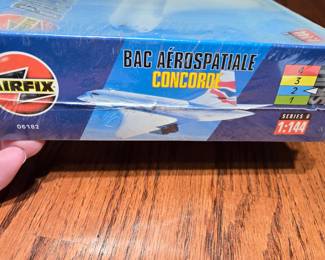 BAC AÉROSPATIALE
CONCORDE
AIRFIX
06182
4
3
2
1
SERIES 6
1:144